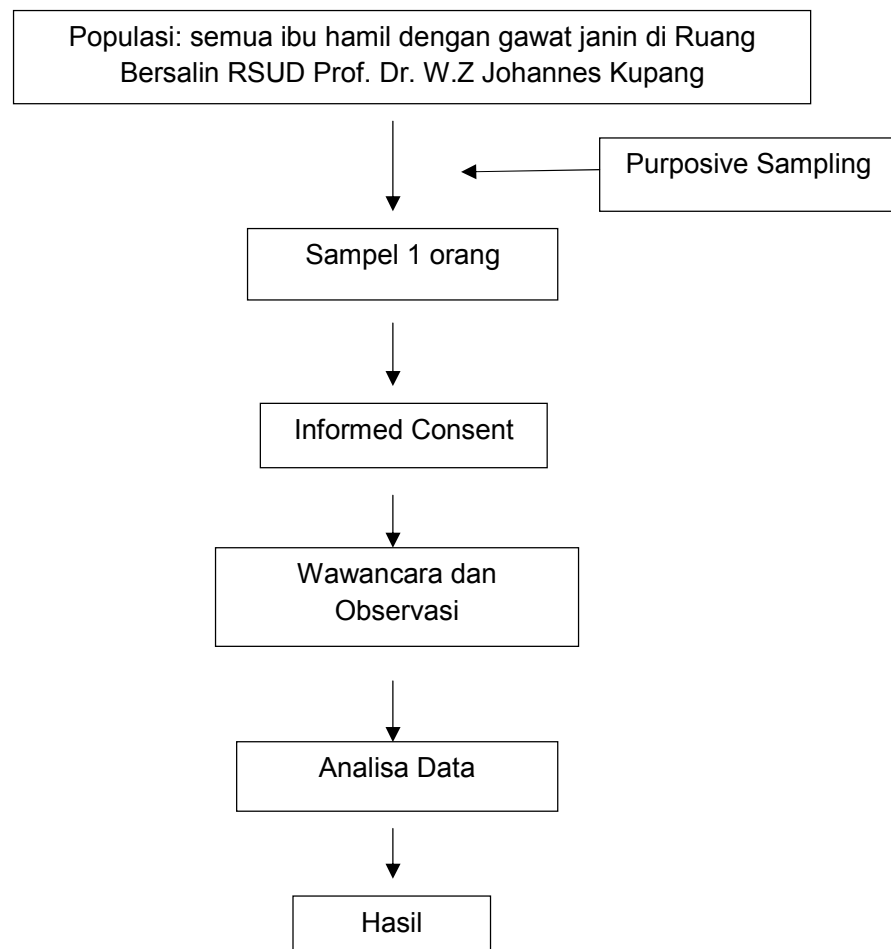 Populasi: semua ibu hamil dengan gawat janin di Ruang
Bersalin RSUD Prof. Dr. W.Z Johannes Kupang
Purposive Sampling
Sampel 1 orang
Informed Consent
Wawancara dan
Observasi
Analisa Data
Hasil